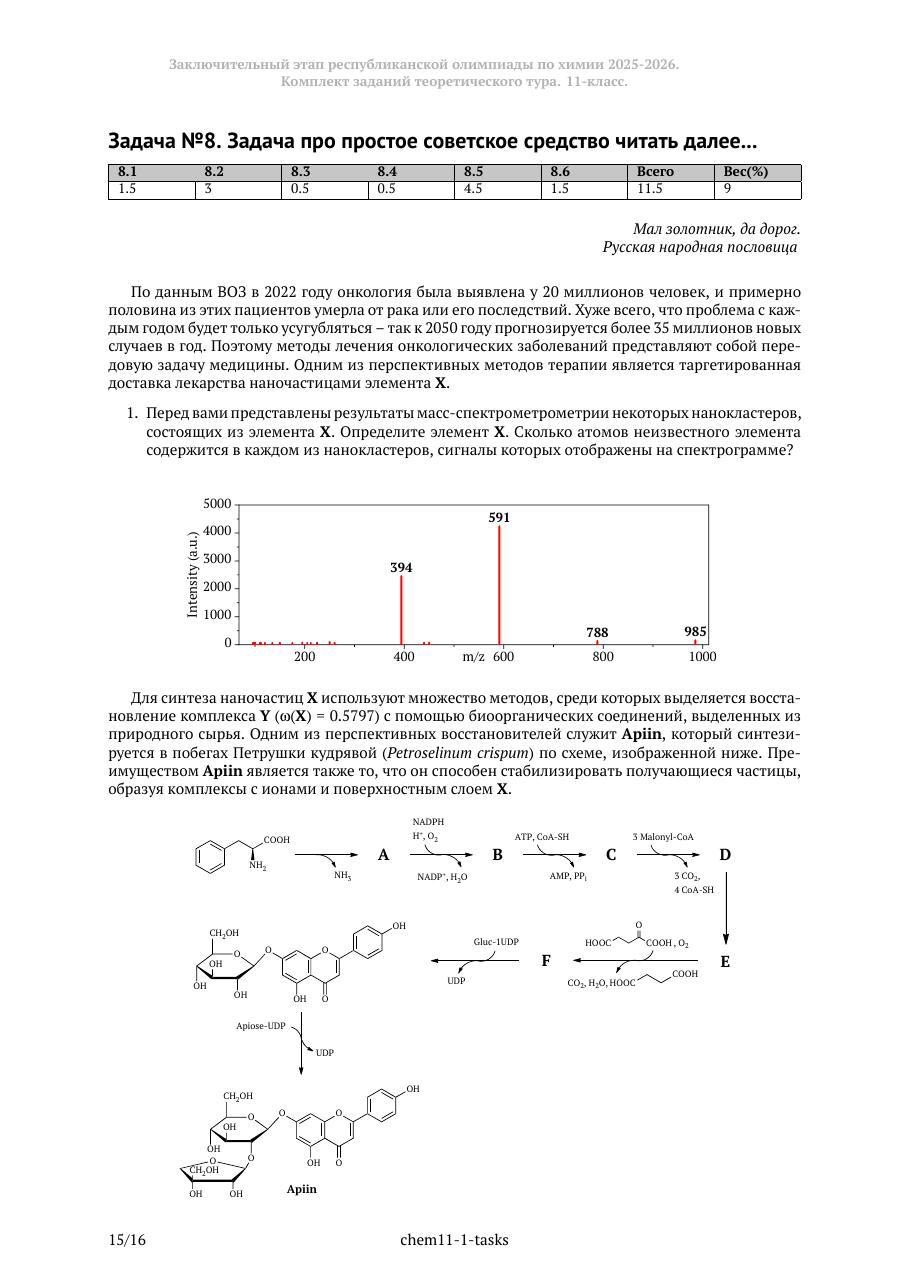 Заключительный этап республиканской олимпиады по химии 2025-2026.
Комплект заданий теоретического тура. 11-класс.
Задача №8. Задача про простое советское средство читать далее...
8.1 8.2 8.3 8.4 8.5 8.6 Всего Вес(%)
1.5 3 0.5 0.5 4.5 1.5 11.5 9
Мал золотник, да дорог.
Русская народная пословица
По данным ВОЗ в 2022 году онкология была выявлена у 20 миллионов человек, и примерно
половина из этих пациентов умерла от рака или его последствий. Хуже всего, что проблема с каж-
дым годом будет только усугубляться – так к 2050 году прогнозируется более 35 миллионов новых
случаев в год. Поэтому методы лечения онкологических заболеваний представляют собой пере-
довую задачу медицины. Одним из перспективных методов терапии является таргетированная
доставка лекарства наночастицами элемента X.
1. Перед вами представлены результаты масс-спектрометрометрии некоторых нанокластеров,
состоящих из элемента X. Определите элемент X. Сколько атомов неизвестного элемента
содержится в каждом из нанокластеров, сигналы которых отображены на спектрограмме?
5000
4000
3000
2000
1000
0
Intensity (a.u.)
394
591
788
985
200 400 m/z 600 800 1000
Для синтеза наночастиц X используют множество методов, среди которых выделяется восста-
новление комплекса Y (ω(X) = 0.5797) с помощью биоорганических соединений, выделенных из
природного сырья. Одним из перспективных восстановителей служит Apiin, который синтези-
руется в побегах Петрушки кудрявой (Petroselinum crispum) по схеме, изображенной ниже. Пре-
имуществом Apiin является также то, что он способен стабилизировать получающиеся частицы,
образуя комплексы с ионами и поверхностным слоем X.
COOH
NH2
NH3
A
NADPH
H+, O2
NADP+, H2O
B
ATP, CoA-SH
AMP, PPi
C
3 Malonyl-CoA
3 CO2,
4 CoA-SH
D
E
O
HOOC COOH , O2
CO2, H2O, HOOC COOH
F
Gluc-1UDP
UDP
CH2OH
O
OH
OH
OH
O
O
OH O
OH
Apiose-UDP
UDP
CH2OH
O
OH
OH
O
O
OH O
OH
O
O
CH2OH
OH OH
Apiin
15/16 chem11-1-tasks